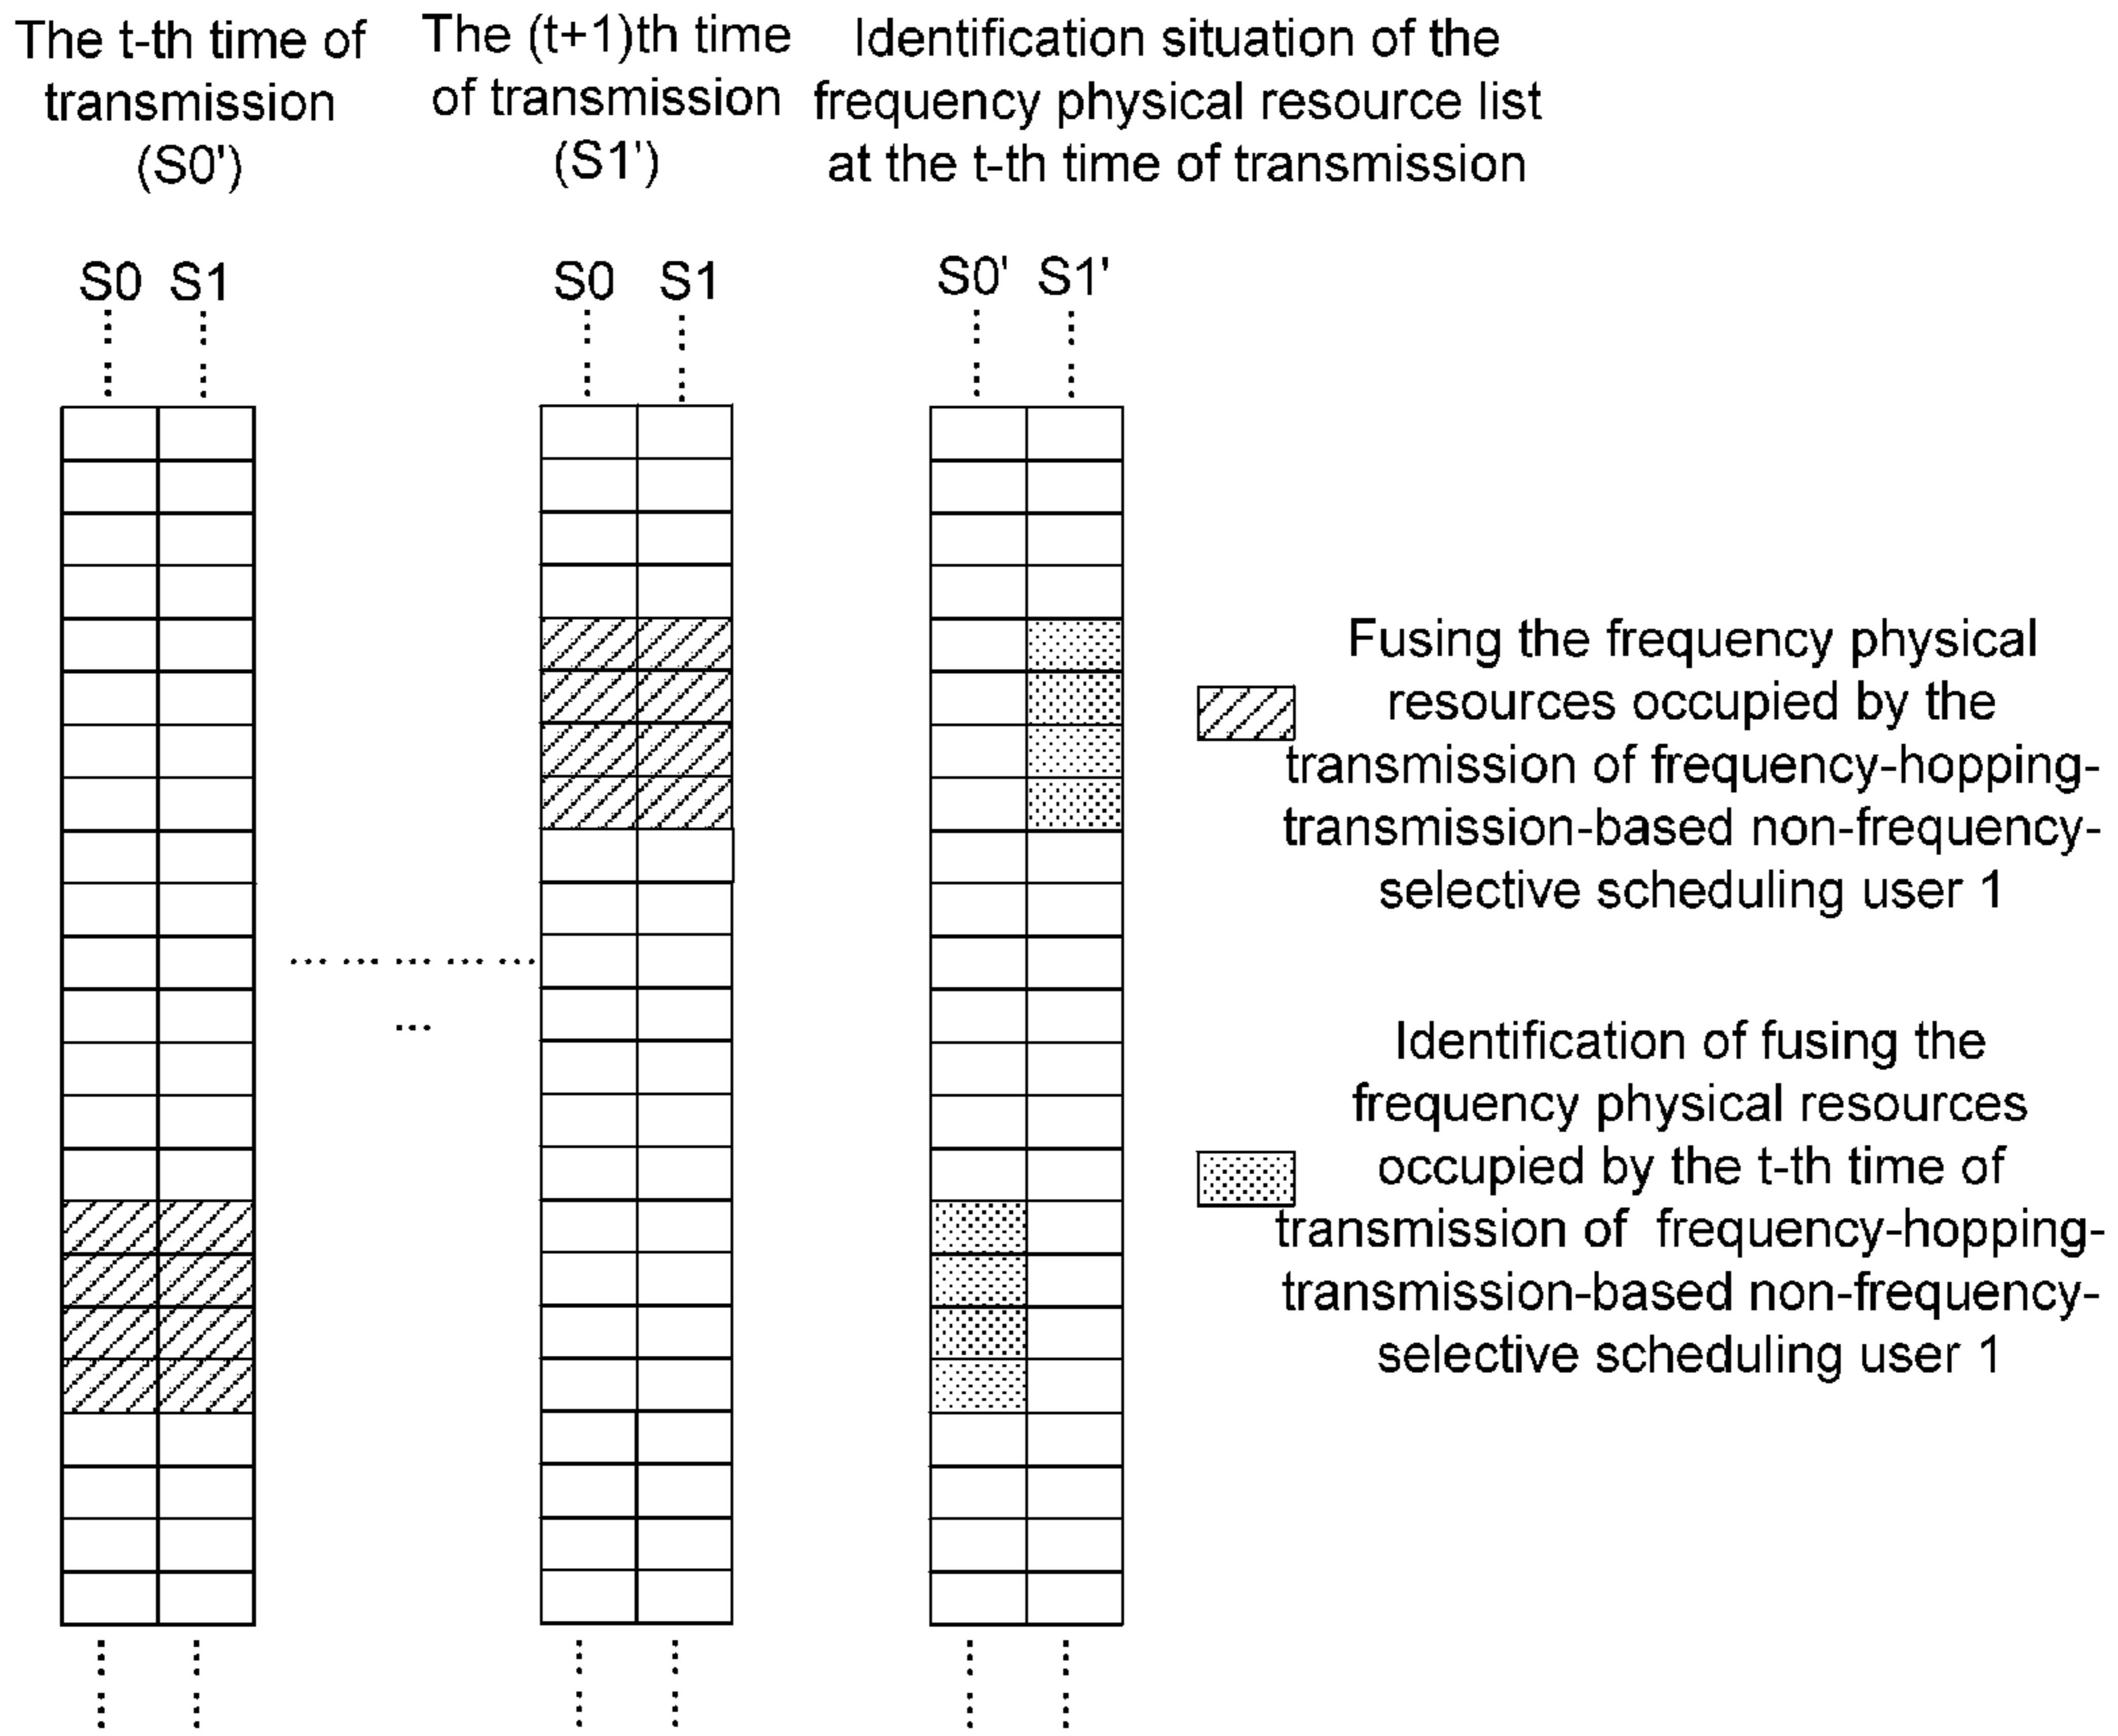 The t-th time of
transmission
(S0')
The (t+1)th time
of transmission
(S1')
Identification situation of the
frequency physical resource list
at the t-th time of transmission
S0 S1
S0 S1
S0' S1'
Fusing the frequency physical
resources occupied by the
transmission of frequency-hopping-
transmission-based non-frequency-
selective scheduling user 1
Identification of fusing the
frequency physical resources
occupied by the t-th time of
transmission of frequency-hopping-
transmission-based non-frequency-
selective scheduling user 1